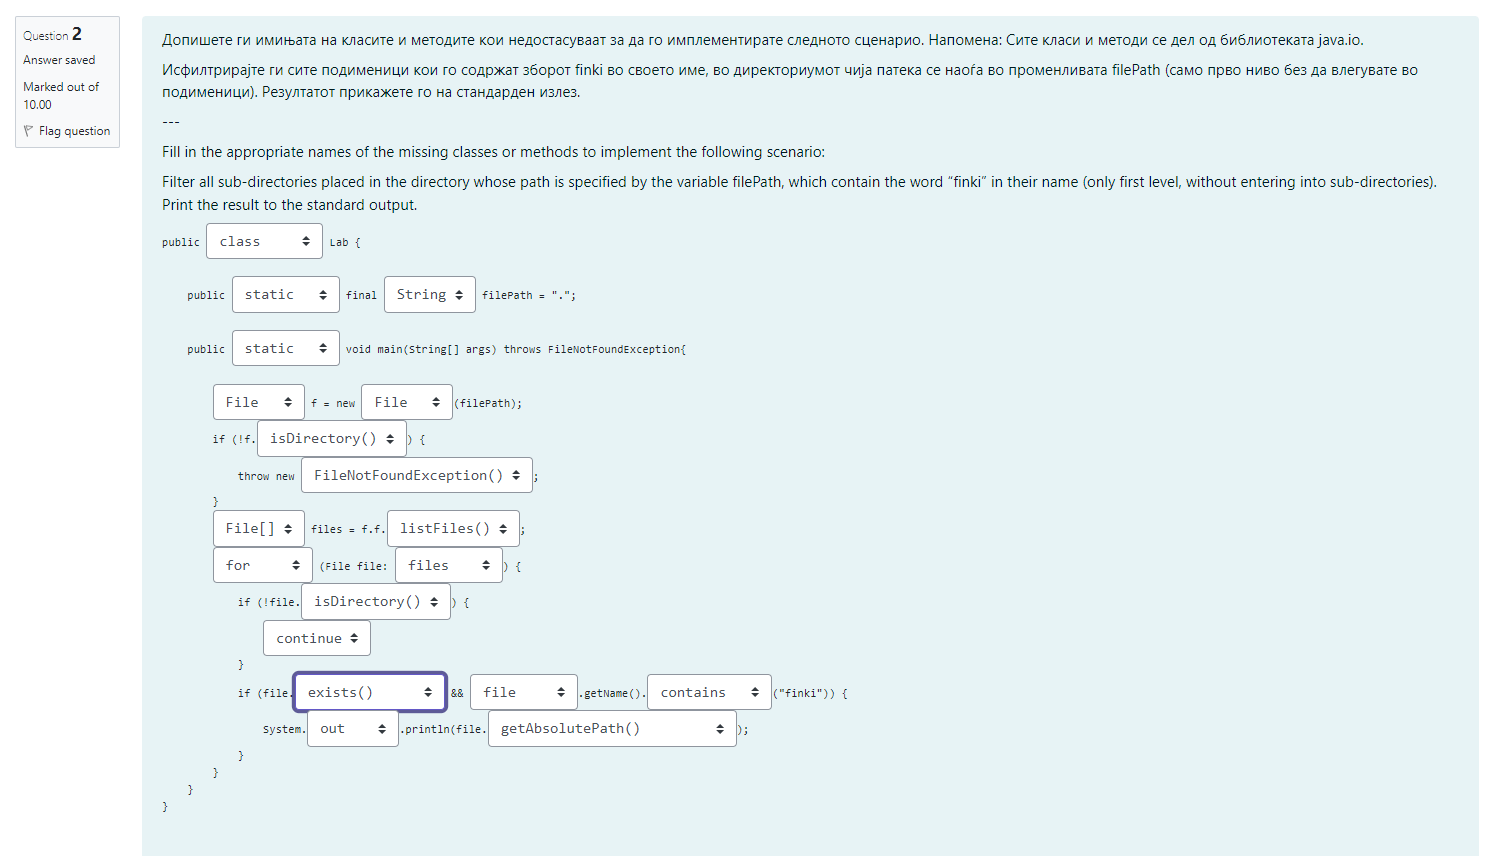 Question 2
Answer saved
Marked out of
10.00
Flag question
Допишете ги имињата на класите и методите кои недостасуваат за да го имплементирате следното сценарио. Напомена: Сите класи и методи се дел од библиотеката java.io.
Исфилтрирајте ги сите подименици кои го содржат зборот finki во своето име, во директориумот чија патека се наоѓа во променливата filePath (само прво ниво без да влегувате во
подименици). Резултатот прикажете го на стандарден излез.
---
Fill in the appropriate names of the missing classes or methods to implement the following scenario:
Filter all sub-directories placed in the directory whose path is specified by the variable filePath, which contain the word “finki” in their name (only first level, without entering into sub-directories).
Print the result to the standard output.
public class Lab {
public static final String filePath = ".";
public static void main(String[] args) throws FileNotFoundException{
File f = new File (filePath);
if (!f. isDirectory() ) {
throw new FileNotFoundException() ;
}
File[] files = f.f. listFiles() ;
for (File file: files ) {
if (!file. isDirectory() ) {
continue
}
if (file. exists() && file .getName(). contains ("finki")) {
System. out .println(file. getAbsolutePath() );
}
}
}
}